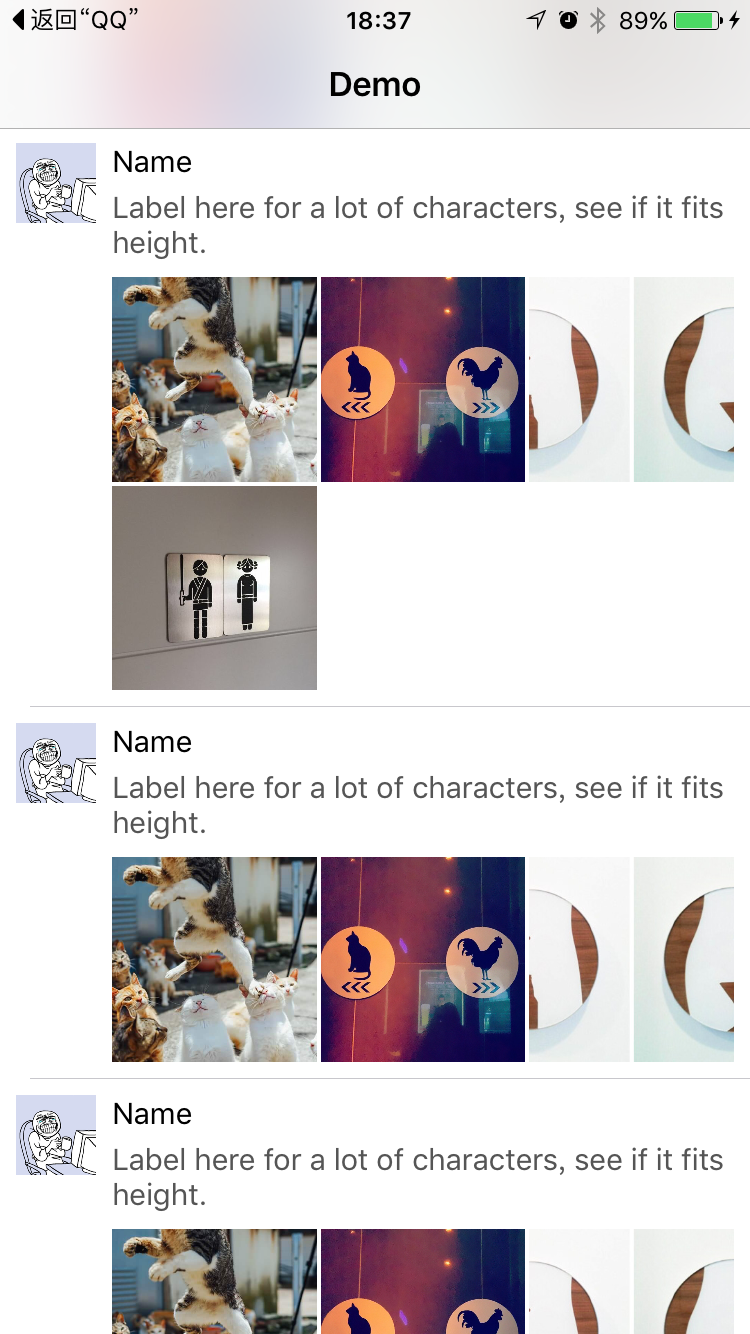 返回“QQ”
18:37
89%
Demo
Name
Label here for a lot of characters, see if it fits
height.
Name
Label here for a lot of characters, see if it fits
height.
Name
Label here for a lot of characters, see if it fits
height.